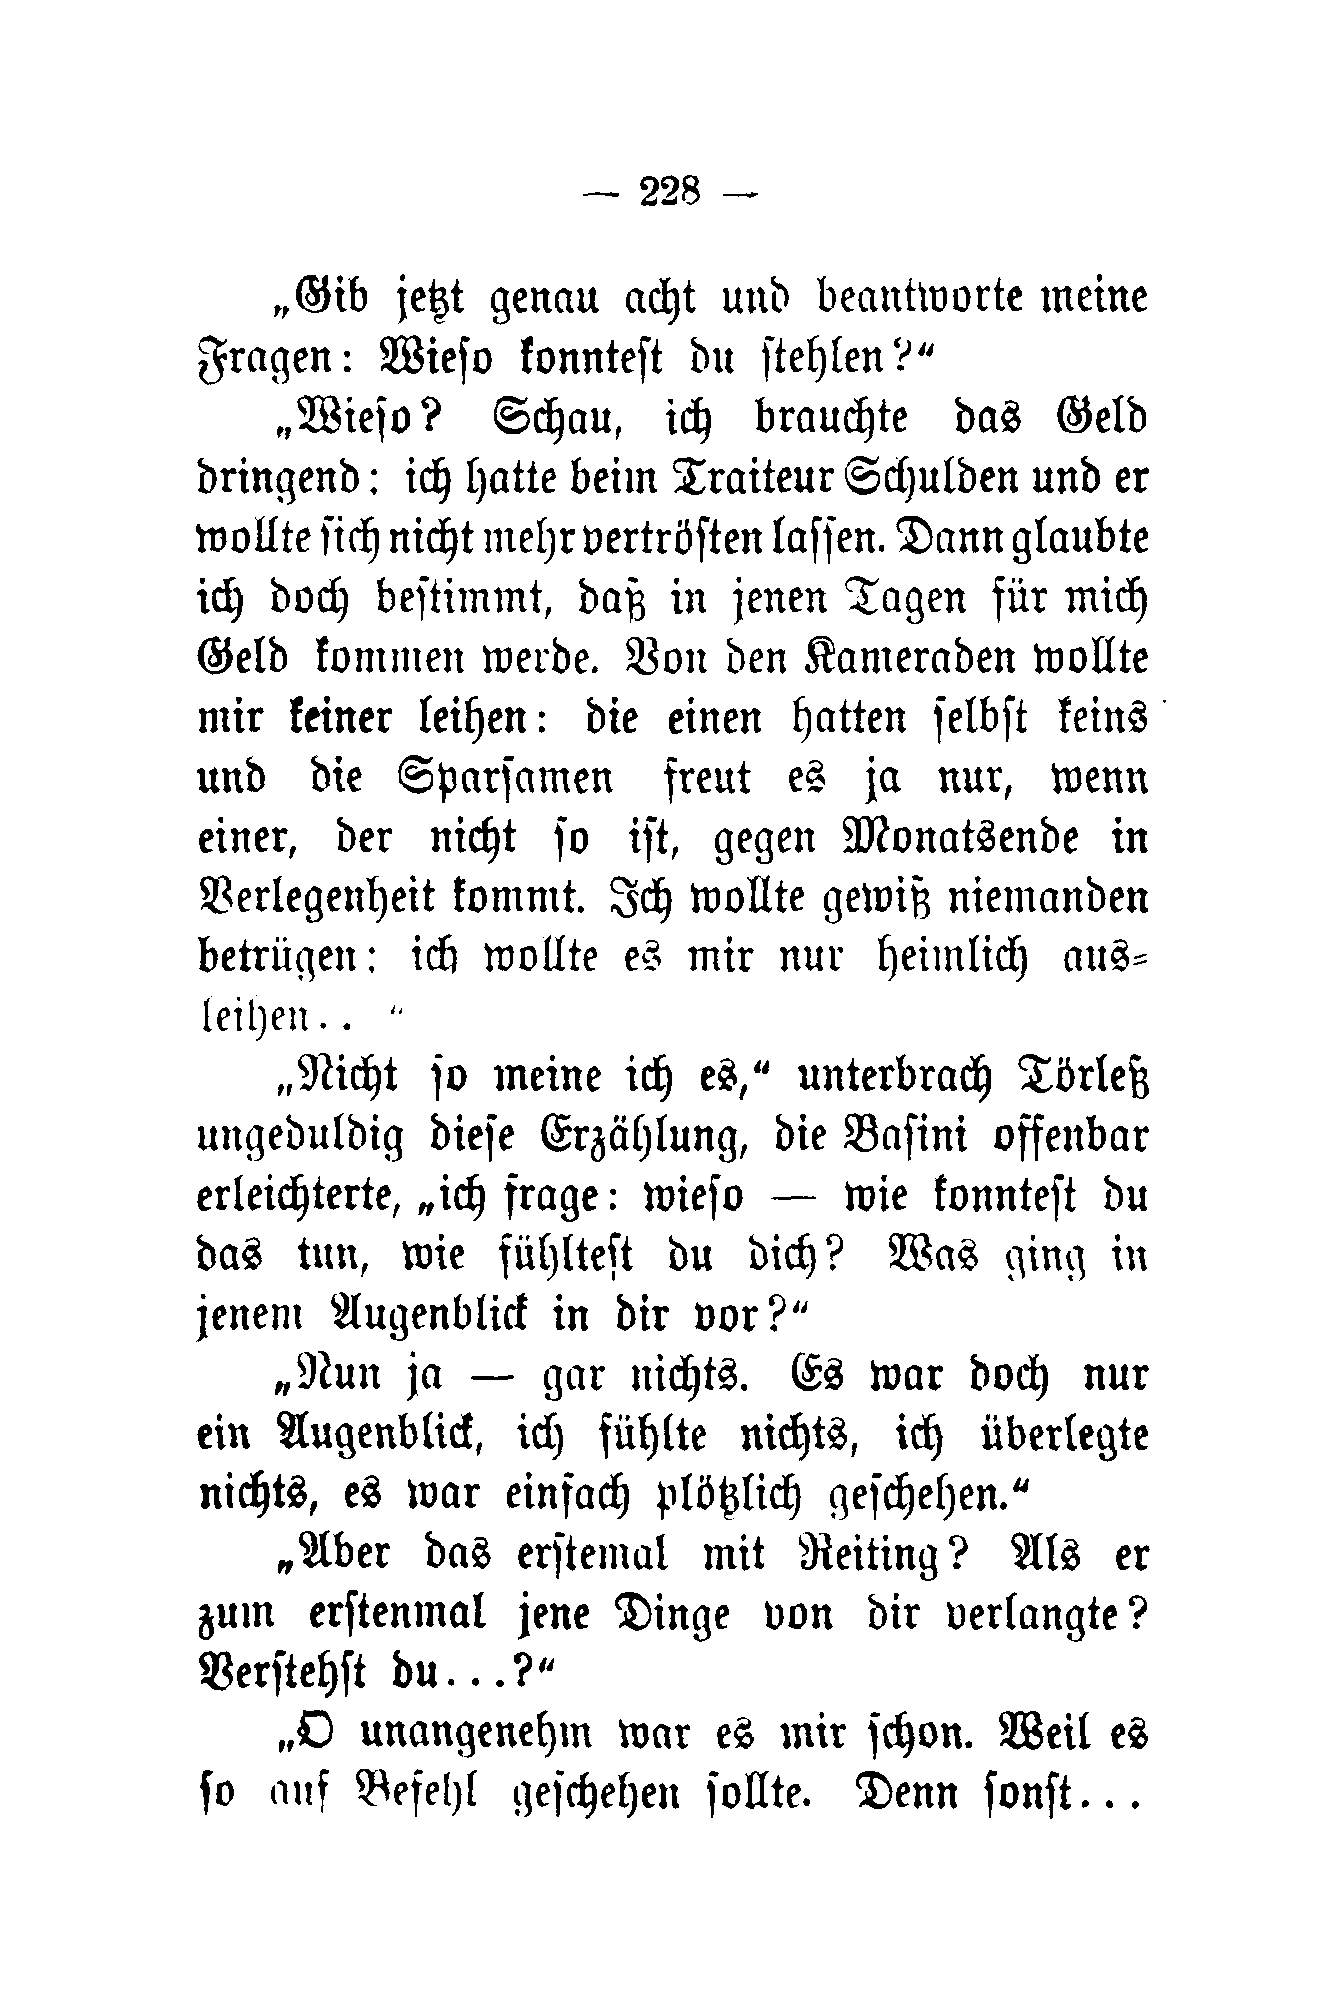 — 228 —
„Gib jetzt genau acht und beantworte meine
Fragen: Wieſo konnteſt du ſtehlen?“
„Wieſo? Schau, ich brauchte das Geld
dringend: ich hatte beim Traiteur Schulden und er
wollte ſich nicht mehr vertröſten laſſen. Dann glaubte
ich doch beſtimmt, daß in jenen Tagen für mich
Geld kommen werde. Von den Kameraden wollte
mir keiner leihen: die einen hatten ſelbſt keins
und die Sparſamen freut es ja nur, wenn
einer, der nicht ſo iſt, gegen Monatsende in
Verlegenheit kommt. Ich wollte gewiß niemanden
betrügen: ich wollte es mir nur heimlich aus⸗
leihen.. “
„Nicht ſo meine ich es,“ unterbrach Törleß
ungeduldig dieſe Erzählung, die Baſini offenbar
erleichterte, „ich frage: wieſo — wie konnteſt du
das tun, wie fühlteſt du dich? Was ging in
jenem Augenblick in dir vor?“
„Nun ja — gar nichts. Es war doch nur
ein Augenblick, ich fühlte nichts, ich überlegte
nichts, es war einfach plötzlich geſchehen.“
„Aber das erſtemal mit Reiting? Als er
zum erſtenmal jene Dinge von dir verlangte?
Verſtehſt du...?“
„O unangenehm war es mir ſchon. Weil es
ſo auf Befehl geſchehen ſollte. Denn ſonſt...